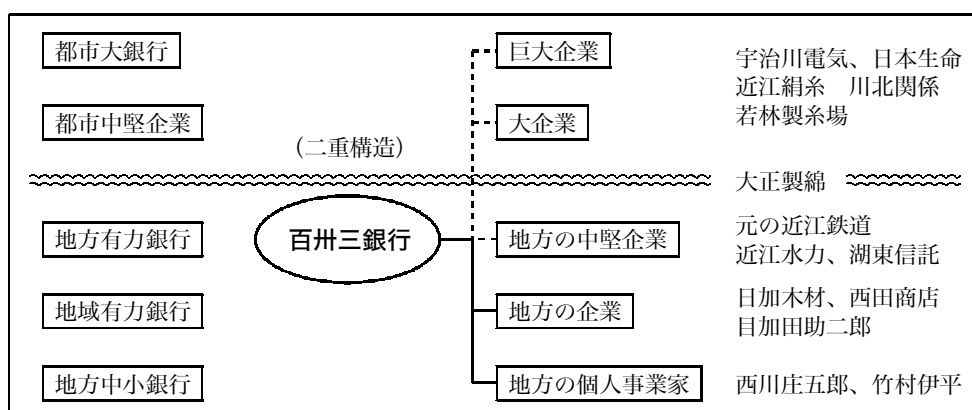 都市大銀行
巨大企業
宇治川電気、日本生命
近江絹糸　川北関係
若林製糸場
都市中堅企業
大企業
(二重構造)
大正製綿
地方有力銀行
百卅三銀行
地方の中堅企業
元の近江鉄道
近江水力、湖東信託
地域有力銀行
地方の企業
日加木材、西田商店
目加田助二郎
地方中小銀行
地方の個人事業家
西川庄五郎、竹村伊平